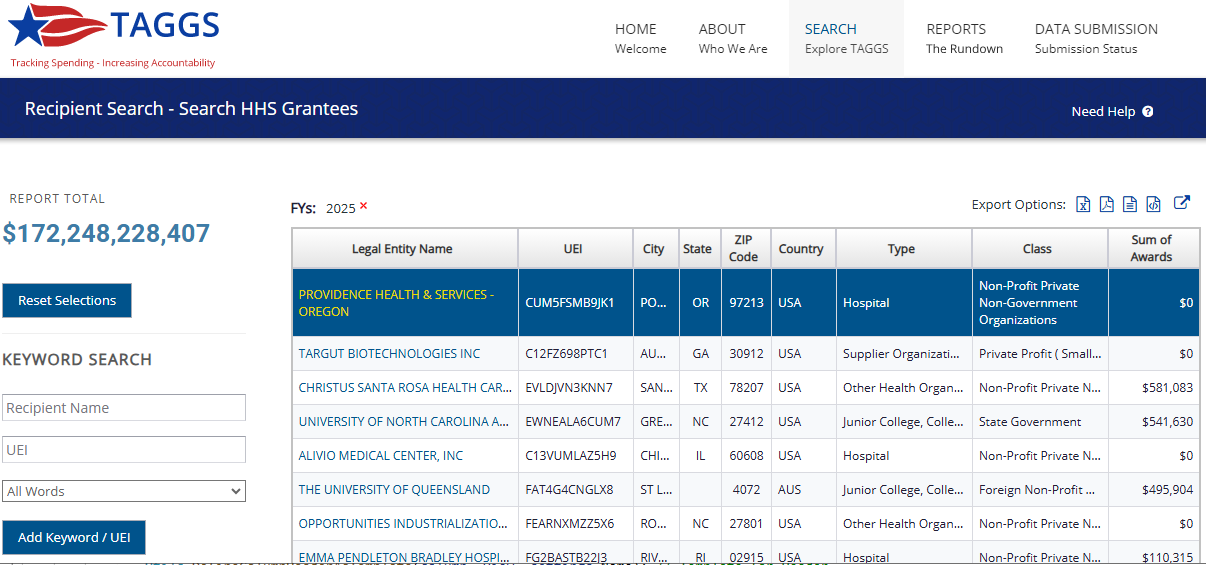 TAGGS
Tracking Spending - Increasing Accountability
HOME
Welcome
ABOUT
Who We Are
SEARCH
Explore TAGGS
REPORTS
The Rundown
DATA SUBMISSION
Submission Status
Recipient Search - Search HHS Grantees
Need Help ?
REPORT TOTAL
$172,248,228,407
Reset Selections
KEYWORD SEARCH
Recipient Name
UEI
All Words
Add Keyword / UEI
FYs: 2025 ×
Export Options:
Legal Entity Name UEI City State ZIP Code Country Type Class Sum of Awards
PROVIDENCE HEALTH & SERVICES - OREGON CUM5FSMB9JK1 PO... OR 97213 USA Hospital Non-Profit Private Non-Government Organizations $0
TARGUT BIOTECHNOLOGIES INC C12FZ698PTC1 AU... GA 30912 USA Supplier Organizati... Private Profit ( Small... $0
CHRISTUS SANTA ROSA HEALTH CAR... EVLDJVN3KNN7 SAN... TX 78207 USA Other Health Organ... Non-Profit Private N... $581,083
UNIVERSITY OF NORTH CAROLINA A... EWNEALA6CUM7 GRE... NC 27412 USA Junior College, Colle... State Government $541,630
ALIVIO MEDICAL CENTER, INC C13VUMLAZ5H9 CHI... IL 60608 USA Hospital Non-Profit Private N... $0
THE UNIVERSITY OF QUEENSLAND FAT4G4CNGLX8 ST L... 4072 AUS Junior College, Colle... Foreign Non-Profit ... $495,904
OPPORTUNITIES INDUSTRIALIZATIO... FEARNXMZZ5X6 RO... NC 27801 USA Other Health Organ... Non-Profit Private N... $0
EMMA PENDLETON BRADLEY HOSPI... FG2BASTB22J3 RIV... RI 02915 USA Hospital Non-Profit Private N... $110,315